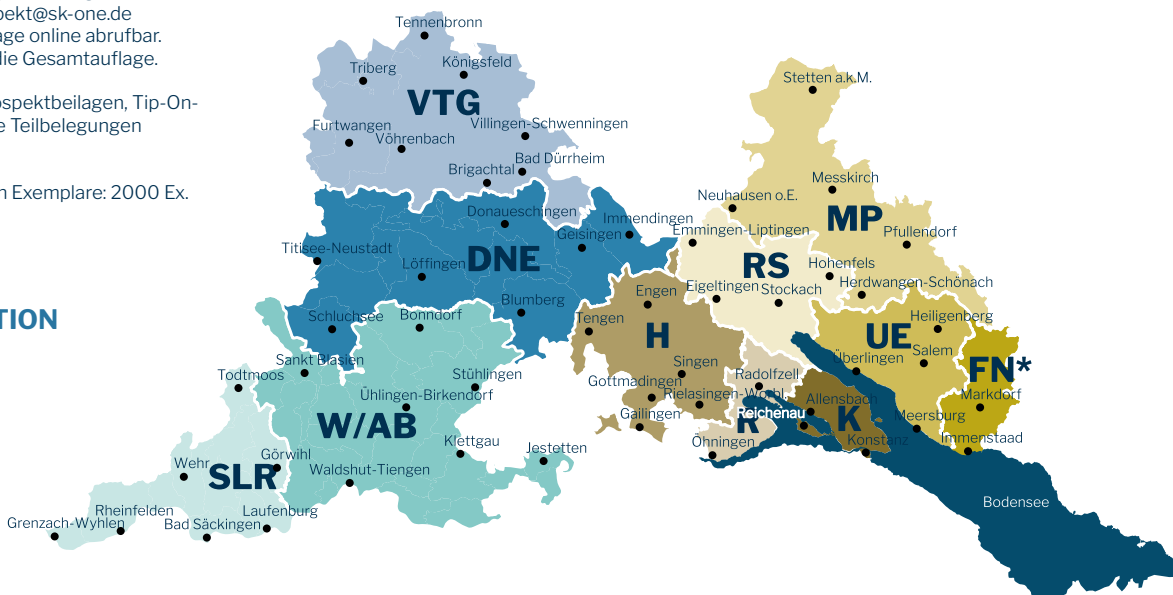 pekt@sk-one.de
age online abrufbar.
die Gesamtauflage.
ospektbeilagen, Tip-On-
e Teilbelegungen
n Exemplare: 2000 Ex.
TION
Tennenbronn
Triberg
Königsfeld
VTG
Furtwangen
Vöhrenbach
Villingen-Schwenningen
Brigachtal
Bad Dürrheim
Donaueschingen
Immendingen
Geisingen
Titisee-Neustadt
Löffingen
DNE
Blumberg
Schluchsee
Bonndorf
Sankt Blasien
Todtmoos
Stühlingen
Ühlingen-Birkendorf
W/AB
Klettgau
Jestetten
Görwihl
Wehr
SLR
Waldshut-Tiengen
Rheinfelden
Laufenburg
Grenzach-Wyhlen
Bad Säckingen
Stetten a.k.M.
Messkirch
Neuhausen o.E.
MP
Pfullendorf
Emmingen-Liptingen
RS
Hohenfels
Herdwangen-Schönach
Eigeltingen
Stockach
Engen
Tengen
H
Singen
Gottmadingen
Rielasingen-Worbl.
Gailingen
Radolfzell
Reichenau
R
Öhningen
Allensbach
K
Konstanz
Heiligenberg
UE
Überlingen
Salem
FN*
Markdorf
Meersburg
Immenstaad
Bodensee